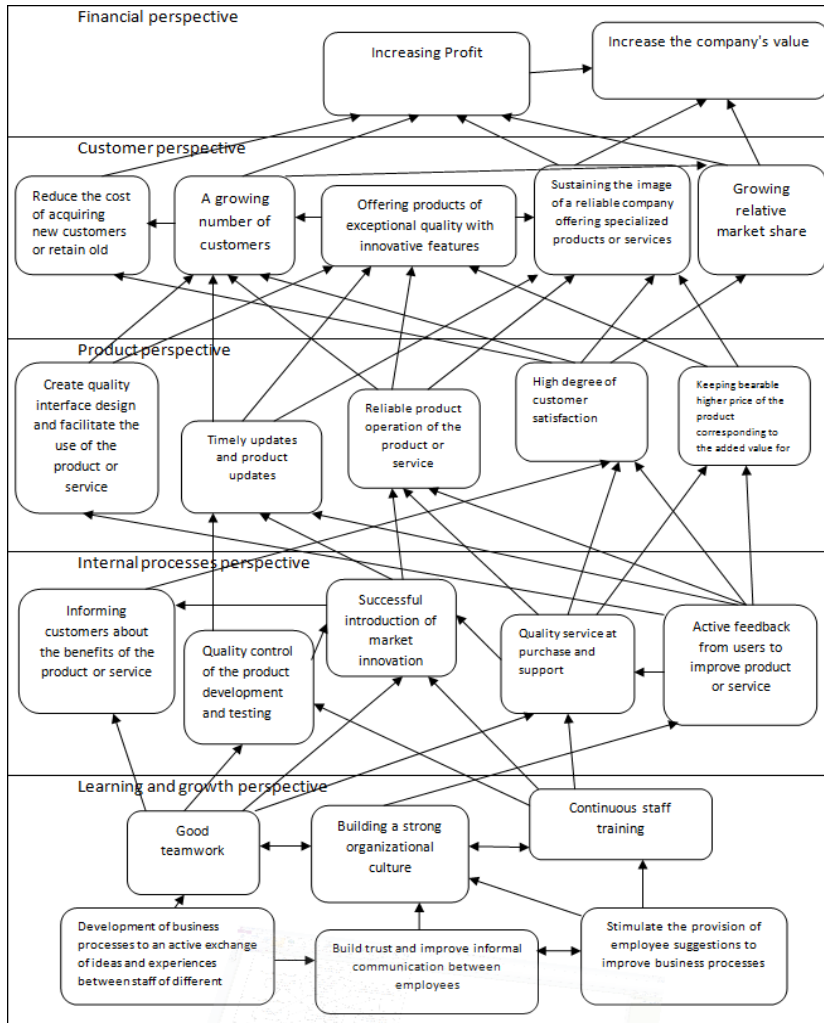 Financial perspective
Increasing Profit
Increase the company's value
Customer perspective
Reduce the cost
of acquiring
new customers
or retain old
A growing
number of
customers
Offering products
of exceptional quality with
innovative features
Sustaining the image
of a reliable company
offering specialized
products or services
Growing
relative
market share
Product perspective
Create quality
interface design
and facilitate the
use of the
product or
service
Timely updates
and product
updates
Reliable product
operation of the
product or
service
High degree of
customer
satisfaction
Keeping bearable
higher price of the
product
corresponding to
the added value for
Internal processes perspective
Informing
customers about
the benefits of the
product or service
Quality control
of the product
development
and testing
Successful
introduction of
market
innovation
Quality service at
purchase and
support
Active feedback
from users to
improve product
or service
Learning and growth perspective
Good
teamwork
Building a strong
organizational
culture
Continuous staff
training
Development of business
processes to an active exchange
of ideas and experiences
between staff of different
Build trust and improve informal
communication between
employees
Stimulate the provision of
employee suggestions to
improve business processes